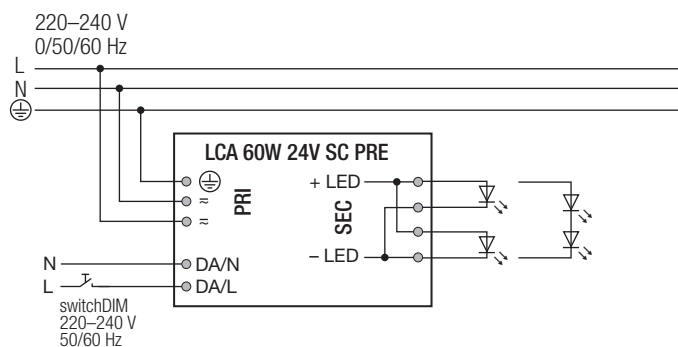 220–240 V
0/50/60 Hz
L
N
LCA 60W 24V SC PRE
PRI
+ LED
SEC
– LED
≂
≂
N
DA/N
L
DA/L
switchDIM
220–240 V
50/60 Hz